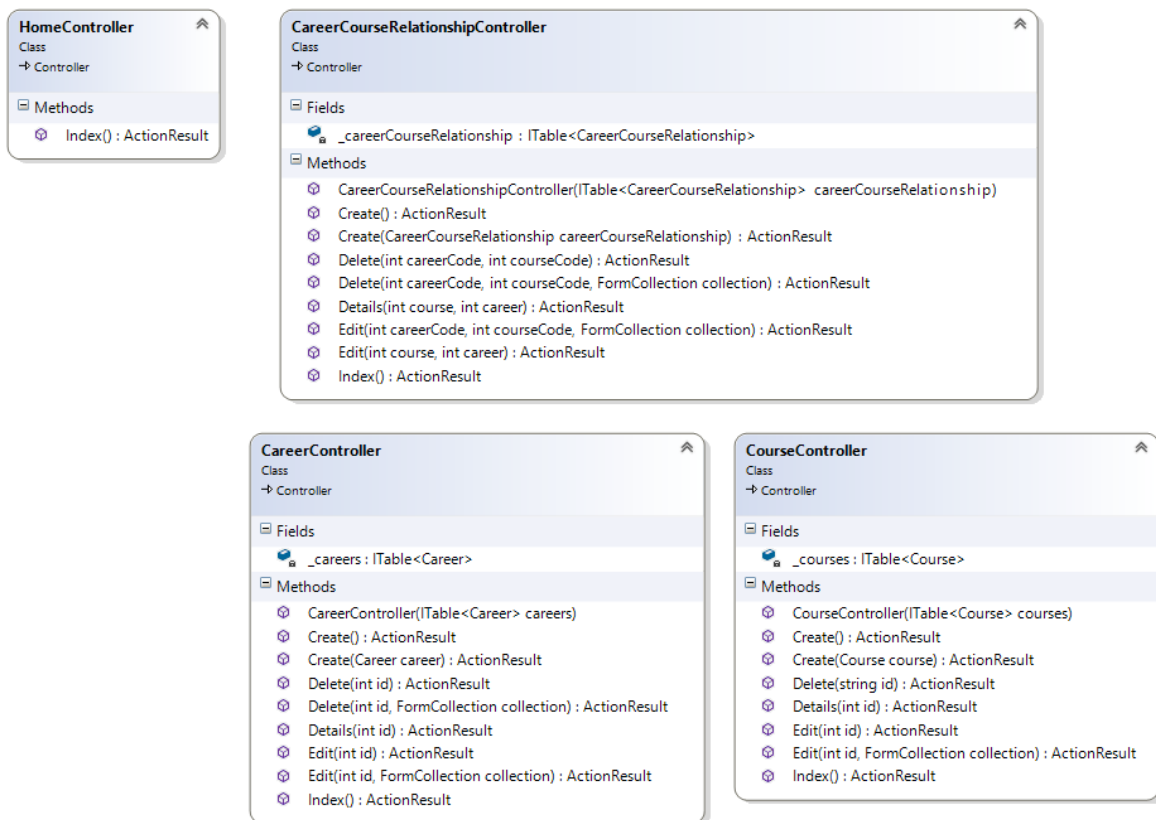 HomeController
Class
Controller
Methods
Index() : ActionResult
CareerCourseRelationshipController
Class
Controller
Fields
_careerCourseRelationship : ITable<CareerCourseRelationship>
Methods
CareerCourseRelationshipController(ITable<CareerCourseRelationship> careerCourseRelationship)
Create() : ActionResult
Create(CareerCourseRelationship careerCourseRelationship) : ActionResult
Delete(int careerCode, int courseCode) : ActionResult
Delete(int careerCode, int courseCode, FormCollection collection) : ActionResult
Details(int course, int career) : ActionResult
Edit(int careerCode, int courseCode, FormCollection collection) : ActionResult
Edit(int course, int career) : ActionResult
Index() : ActionResult
CareerController
Class
Controller
Fields
_careers : ITable<Career>
Methods
CareerController(ITable<Career> careers)
Create() : ActionResult
Create(Career career) : ActionResult
Delete(int id) : ActionResult
Delete(int id, FormCollection collection) : ActionResult
Details(int id) : ActionResult
Edit(int id) : ActionResult
Edit(int id, FormCollection collection) : ActionResult
Index() : ActionResult
CourseController
Class
Controller
Fields
_courses : ITable<Course>
Methods
CourseController(ITable<Course> courses)
Create() : ActionResult
Create(Course course) : ActionResult
Delete(string id) : ActionResult
Details(int id) : ActionResult
Edit(int id) : ActionResult
Edit(int id, FormCollection collection) : ActionResult
Index() : ActionResult